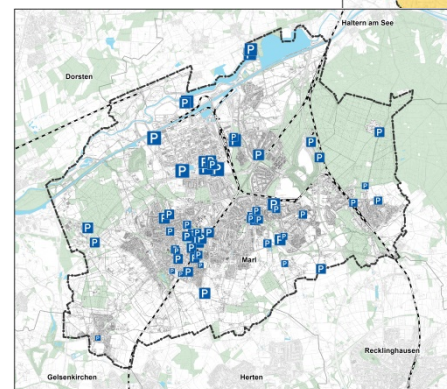 Haltern am See
Dorsten
Marl
Recklinghausen
Gelsenkirchen
Herten